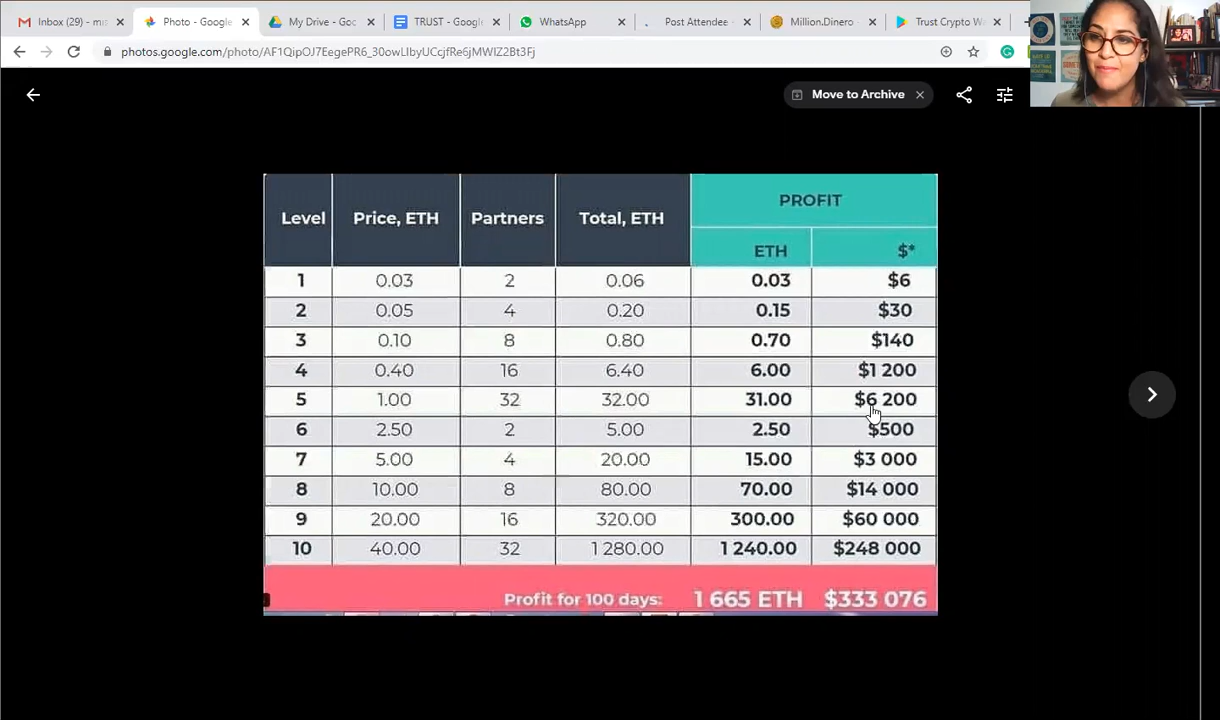 Inbox (29) - mi
Photo - Google
My Drive - Goo
TRUST - Google
WhatsApp
Post Attendee -
Million.Dinero -
Trust Crypto W
photos.google.com/photo/AF1QipOJ7EegePR6_30owLIbyUCcjfRe6jMWIZ2Bt3Fj
Move to Archive
Level Price, ETH Partners Total, ETH PROFIT
ETH $*
1 0.03 2 0.06 0.03 $6
2 0.05 4 0.20 0.15 $30
3 0.10 8 0.80 0.70 $140
4 0.40 16 6.40 6.00 $1 200
5 1.00 32 32.00 31.00 $6 200
6 2.50 2 5.00 2.50 $500
7 5.00 4 20.00 15.00 $3 000
8 10.00 8 80.00 70.00 $14 000
9 20.00 16 320.00 300.00 $60 000
10 40.00 32 1 280.00 1 240.00 $248 000
Profit for 100 days: 1 665 ETH $333 076